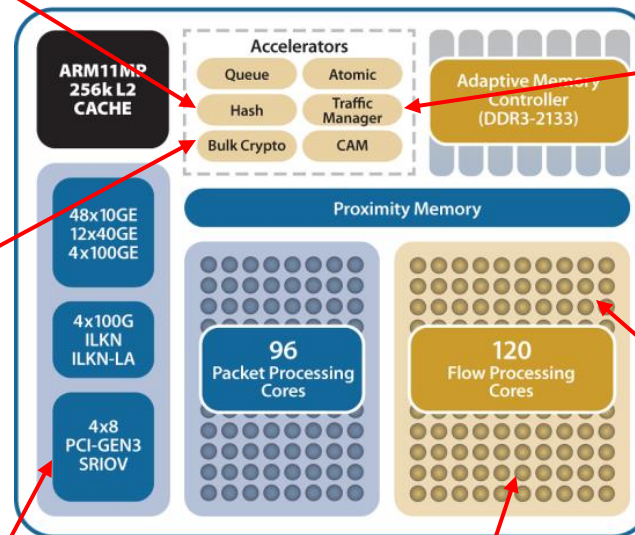 ARM11MP
256k L2
CACHE
Accelerators
Queue
Atomic
Hash
Traffic
Manager
Bulk Crypto
CAM
Adaptive Memory
Controller
(DDR3-2133)
Proximity Memory
48x10GE
12x40GE
4x100GE
4x100G
ILKN
ILKN-LA
4x8
PCI-GEN3
SRIOV
96
Packet Processing
Cores
120
Flow Processing
Cores